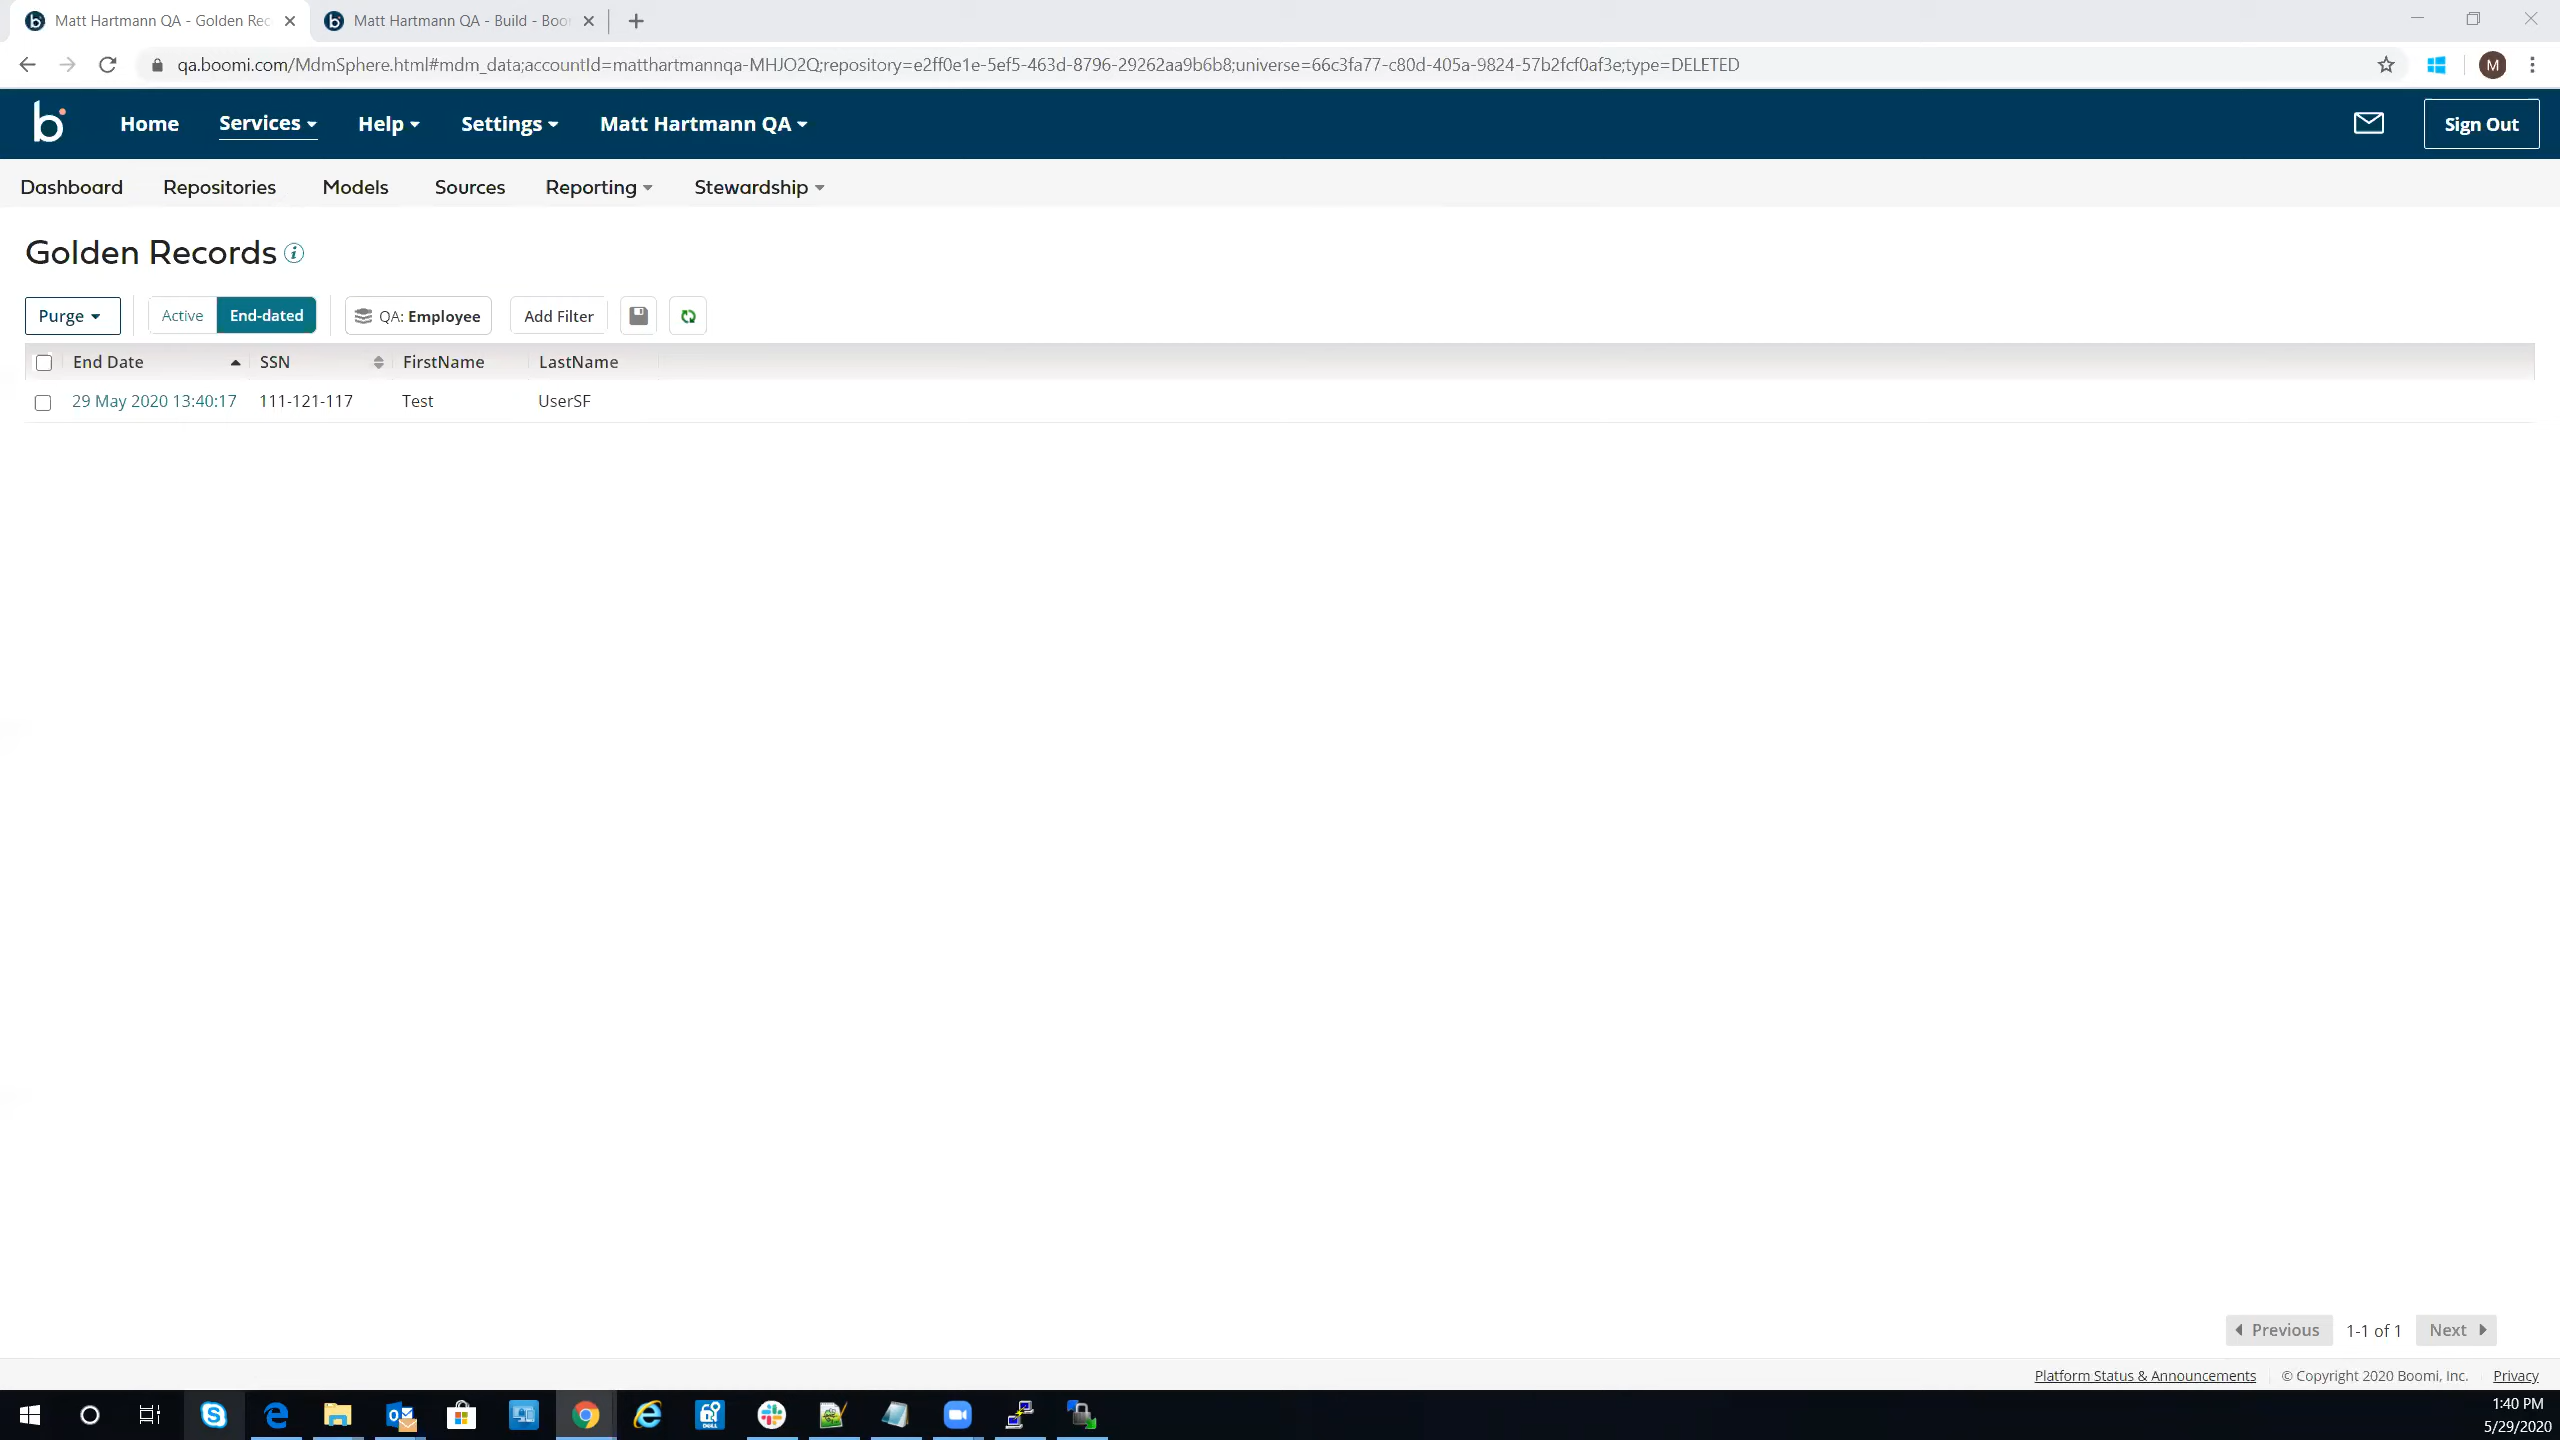 Matt Hartmann QA - Golden Rec
Matt Hartmann QA - Build - Boo
qa.boomi.com/MdmSphere.html#mdm_data;accountId=matthartmannqa-MHJO2Q;repository=e2ff0e1e-5ef5-463d-8796-29262aa9b6b8;universe=66c3fa77-c80d-405a-9824-57b2fcf0af3e;type=DELETED
M
b Home Services Help Settings Matt Hartmann QA Sign Out
Dashboard Repositories Models Sources Reporting Stewardship
Golden Records i
Purge Active End-dated QA: Employee Add Filter
End Date SSN FirstName LastName
29 May 2020 13:40:17 111-121-117 Test UserSF
Previous 1-1 of 1 Next
Platform Status & Announcements © Copyright 2020 Boomi, Inc. Privacy
1:40 PM
5/29/2020